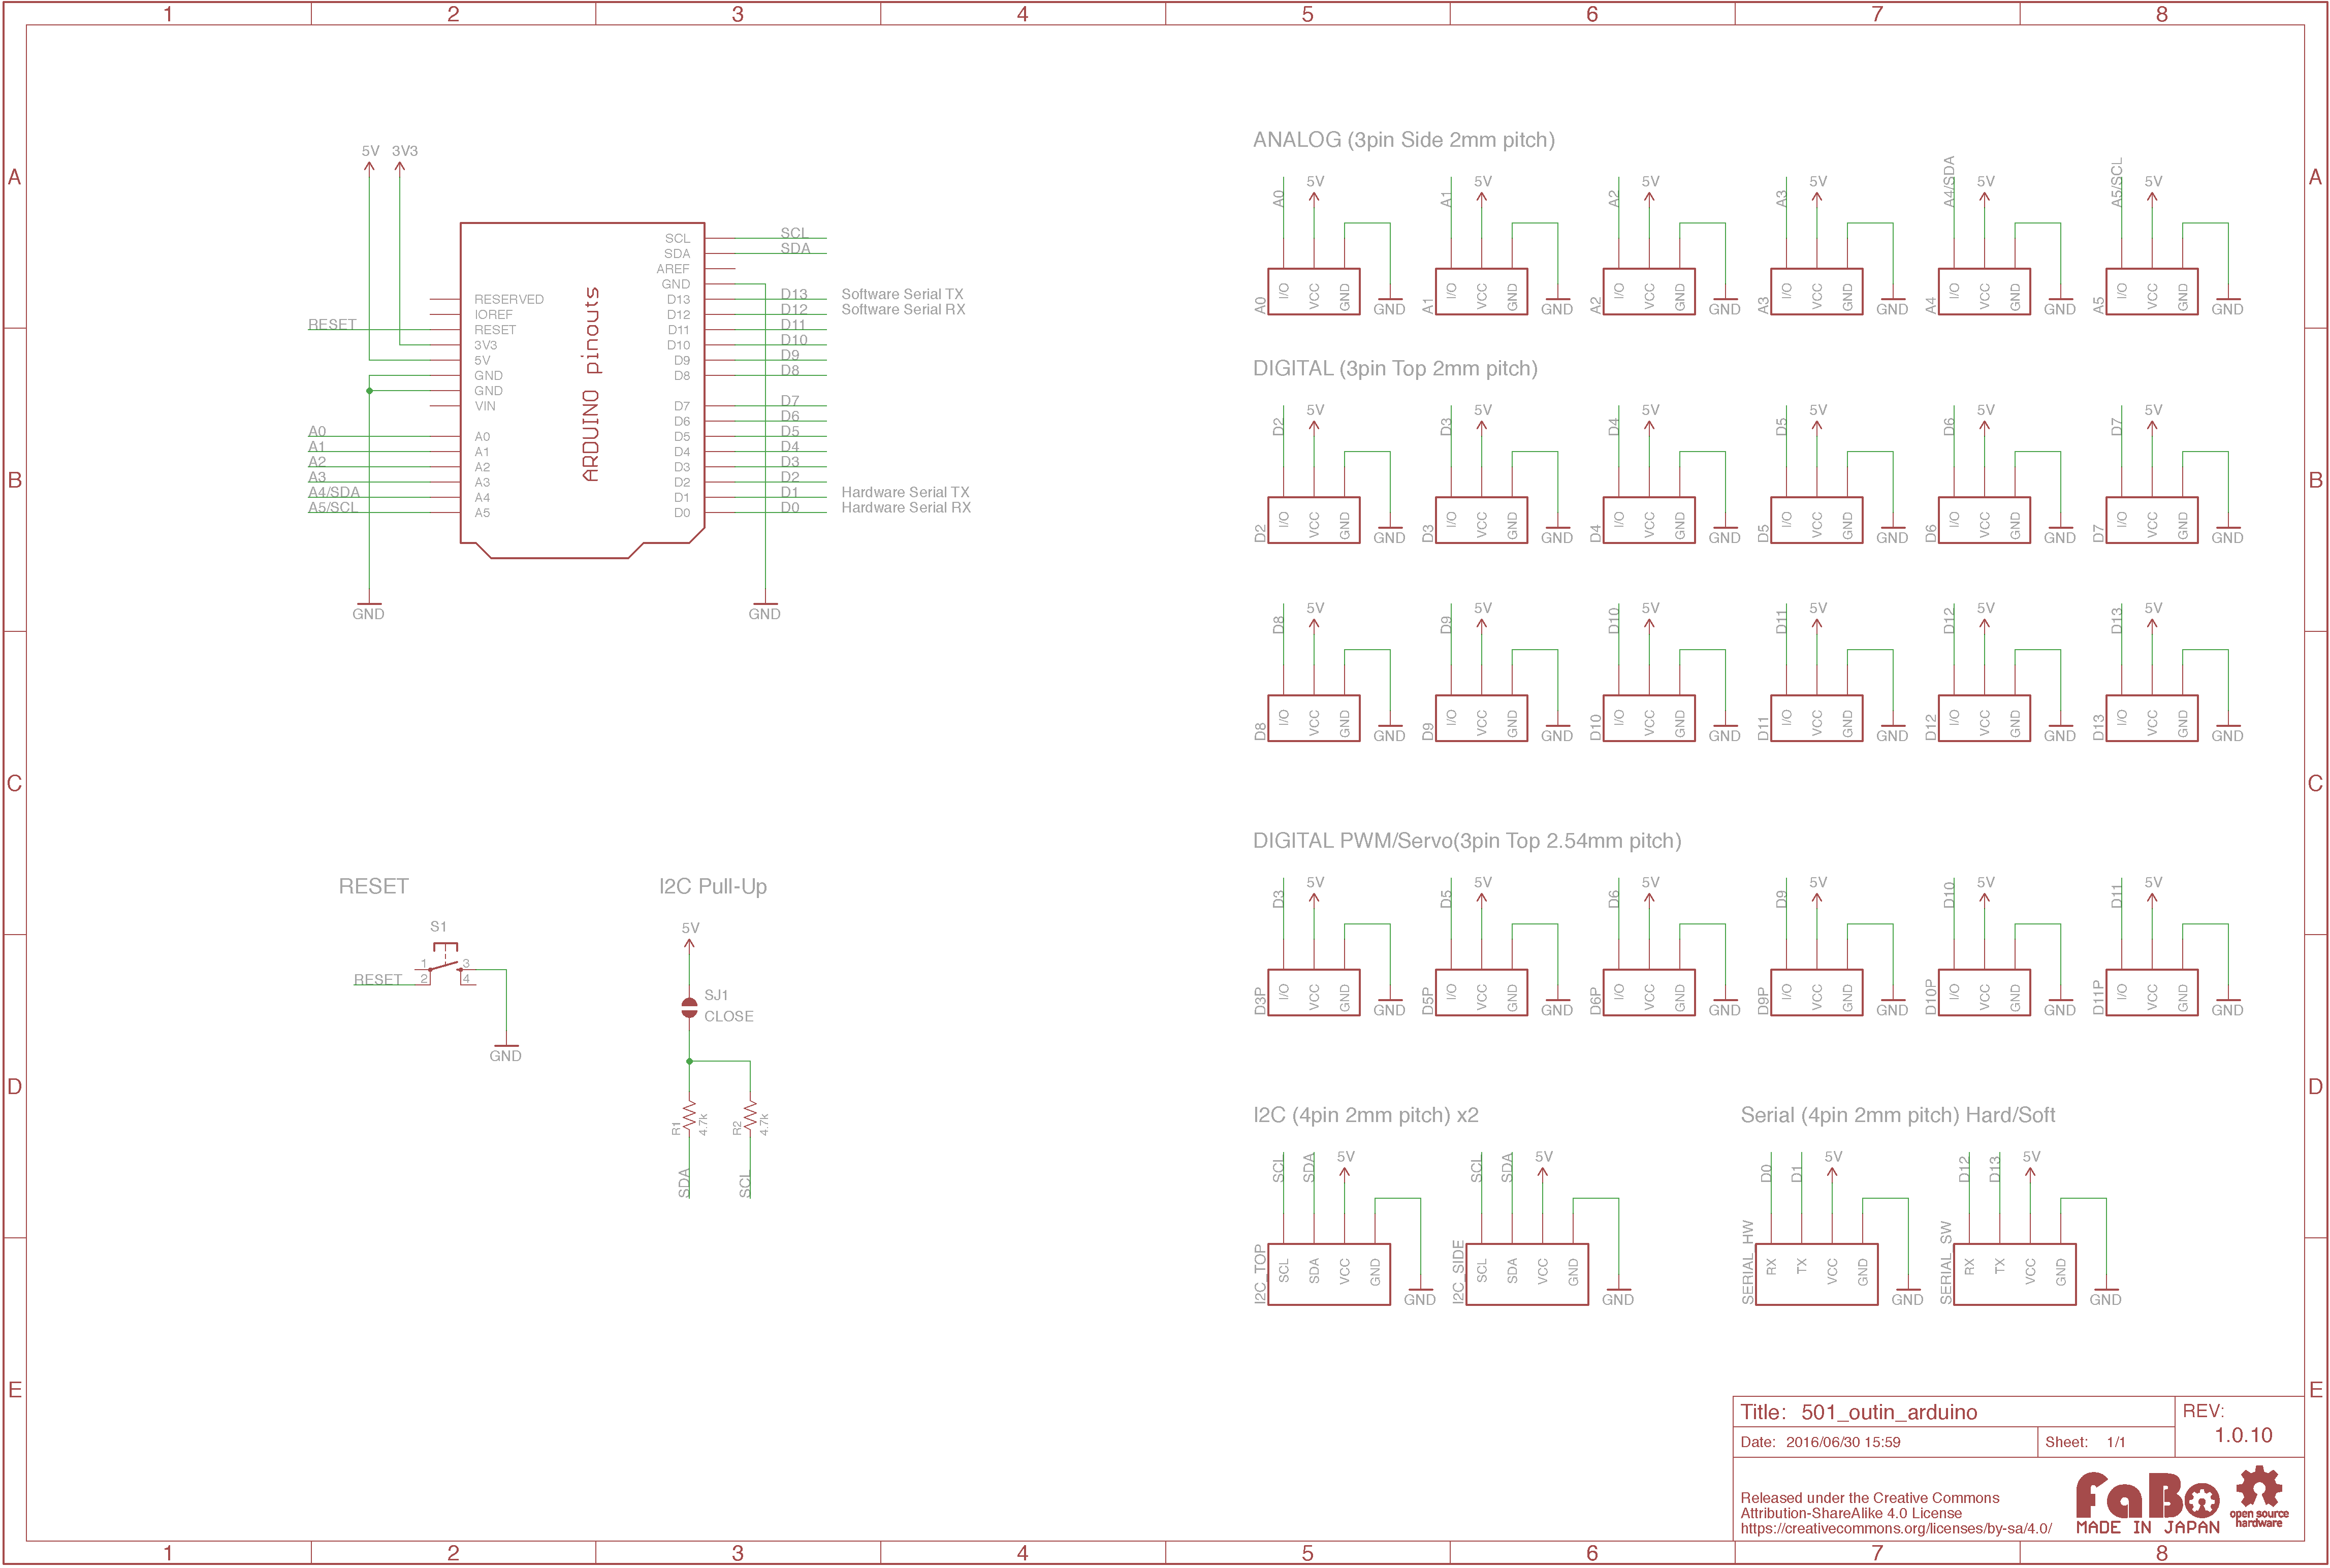 1 2 3 4 5 6 7 8
A A
B B
C C
D D
E E
5V 3V3
RESERVED
IOREF
RESET RESET
3V3
5V
GND
GND
VIN
A0 A0
A1 A1
A2 A2
A3 A3
A4/SDA A4
A5/SCL A5
ARDUINO pinouts
SCL SCL
SDA SDA
AREF
GND
D13 D13 Software Serial TX
D12 D12 Software Serial RX
D11 D11
D10 D10
D9 D9
D8 D8
D7 D7
D6 D6
D5 D5
D4 D4
D3 D3
D2 D2
D1 D1 Hardware Serial TX
D0 D0 Hardware Serial RX
GND GND
RESET
S1
1 3
RESET 2 4
GND
I2C Pull-Up
5V
SJ1
CLOSE
R1 4.7k R2 4.7k
SDA SCL
ANALOG (3pin Side 2mm pitch)
A0 5V A1 5V A2 5V A3 5V A4/SDA 5V A5/SCL 5V
A0 I/O VCC GND GND A1 I/O VCC GND GND A2 I/O VCC GND GND A3 I/O VCC GND GND A4 I/O VCC GND GND A5 I/O VCC GND GND
DIGITAL (3pin Top 2mm pitch)
D2 5V D3 5V D4 5V D5 5V D6 5V D7 5V
D2 I/O VCC GND GND D3 I/O VCC GND GND D4 I/O VCC GND GND D5 I/O VCC GND GND D6 I/O VCC GND GND D7 I/O VCC GND GND
D8 5V D9 5V D10 5V D11 5V D12 5V D13 5V
D8 I/O VCC GND GND D9 I/O VCC GND GND D10 I/O VCC GND GND D11 I/O VCC GND GND D12 I/O VCC GND GND D13 I/O VCC GND GND
DIGITAL PWM/Servo(3pin Top 2.54mm pitch)
D3 5V D5 5V D6 5V D9 5V D10 5V D11 5V
D3P I/O VCC GND GND D5P I/O VCC GND GND D6P I/O VCC GND GND D9P I/O VCC GND GND D10P I/O VCC GND GND D11P I/O VCC GND GND
I2C (4pin 2mm pitch) x2
SCL SDA 5V SCL SDA 5V
I2C_TOP SCL SDA VCC GND GND I2C_SIDE SCL SDA VCC GND GND
Serial (4pin 2mm pitch) Hard/Soft
D0 D1 5V D12 D13 5V
SERIAL_HW RX TX VCC GND GND SERIAL_SW RX TX VCC GND GND
Title: 501_outin_arduino
REV:
1.0.10
Date: 2016/06/30 15:59
Sheet: 1/1
Released under the Creative Commons
Attribution-ShareAlike 4.0 License
https://creativecommons.org/licenses/by-sa/4.0/
FaBo
MADE IN JAPAN
open source
hardware
1 2 3 4 5 6 7 8